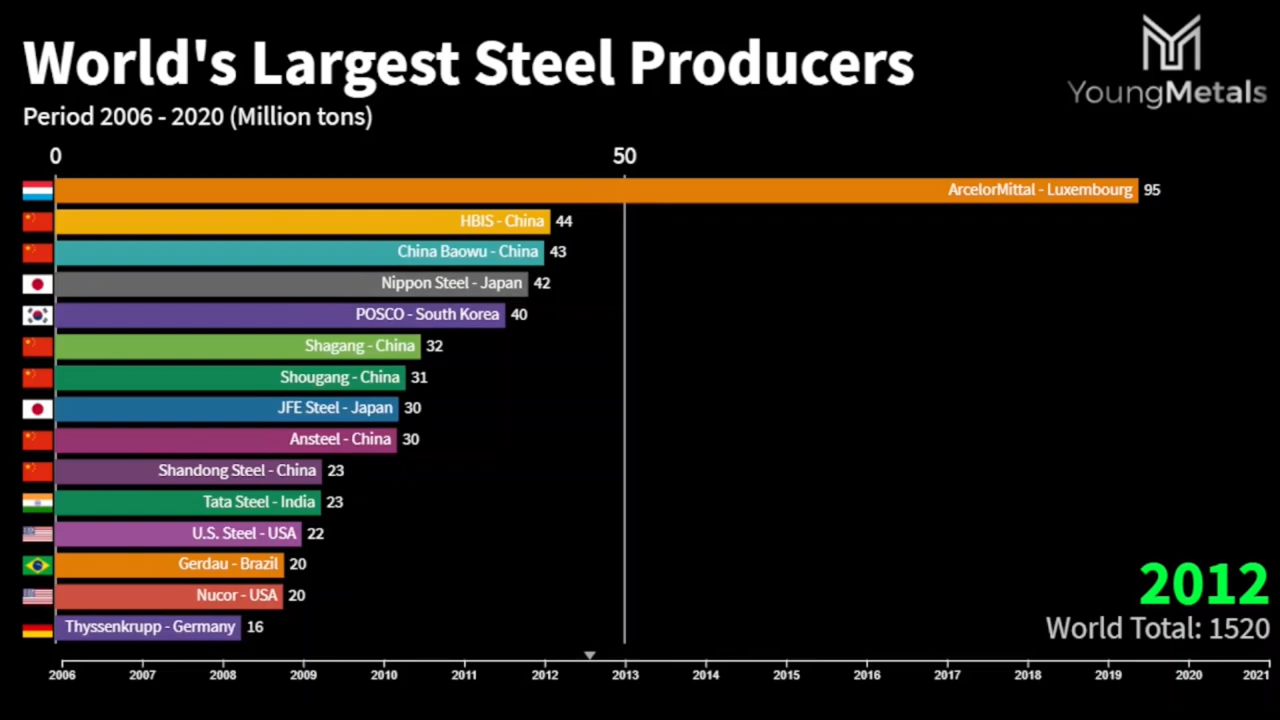 World's Largest Steel Producers
YoungMetals
Period 2006 - 2020 (Million tons)
0 50
ArcelorMittal - Luxembourg 95
HBIS - China 44
China Baowu - China 43
Nippon Steel - Japan 42
POSCO - South Korea 40
Shagang - China 32
Shougang - China 31
JFE Steel - Japan 30
Ansteel - China 30
Shandong Steel - China 23
Tata Steel - India 23
U.S. Steel - USA 22
Gerdau - Brazil 20
Nucor - USA 20
Thyssenkrupp - Germany 16
2012
World Total: 1520
2006 2007 2008 2009 2010 2011 2012 2013 2014 2015 2016 2017 2018 2019 2020 2021